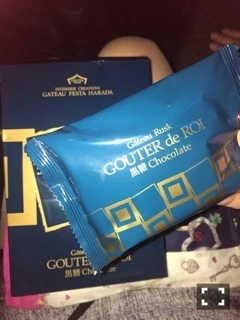 PATISSERIE CREATIONS
GATEAU FESTA HARADA
Gateau Rusk
GOUTER de ROI
黒糖 Chocolate
GOUTER de ROI
黒糖 Chocolate